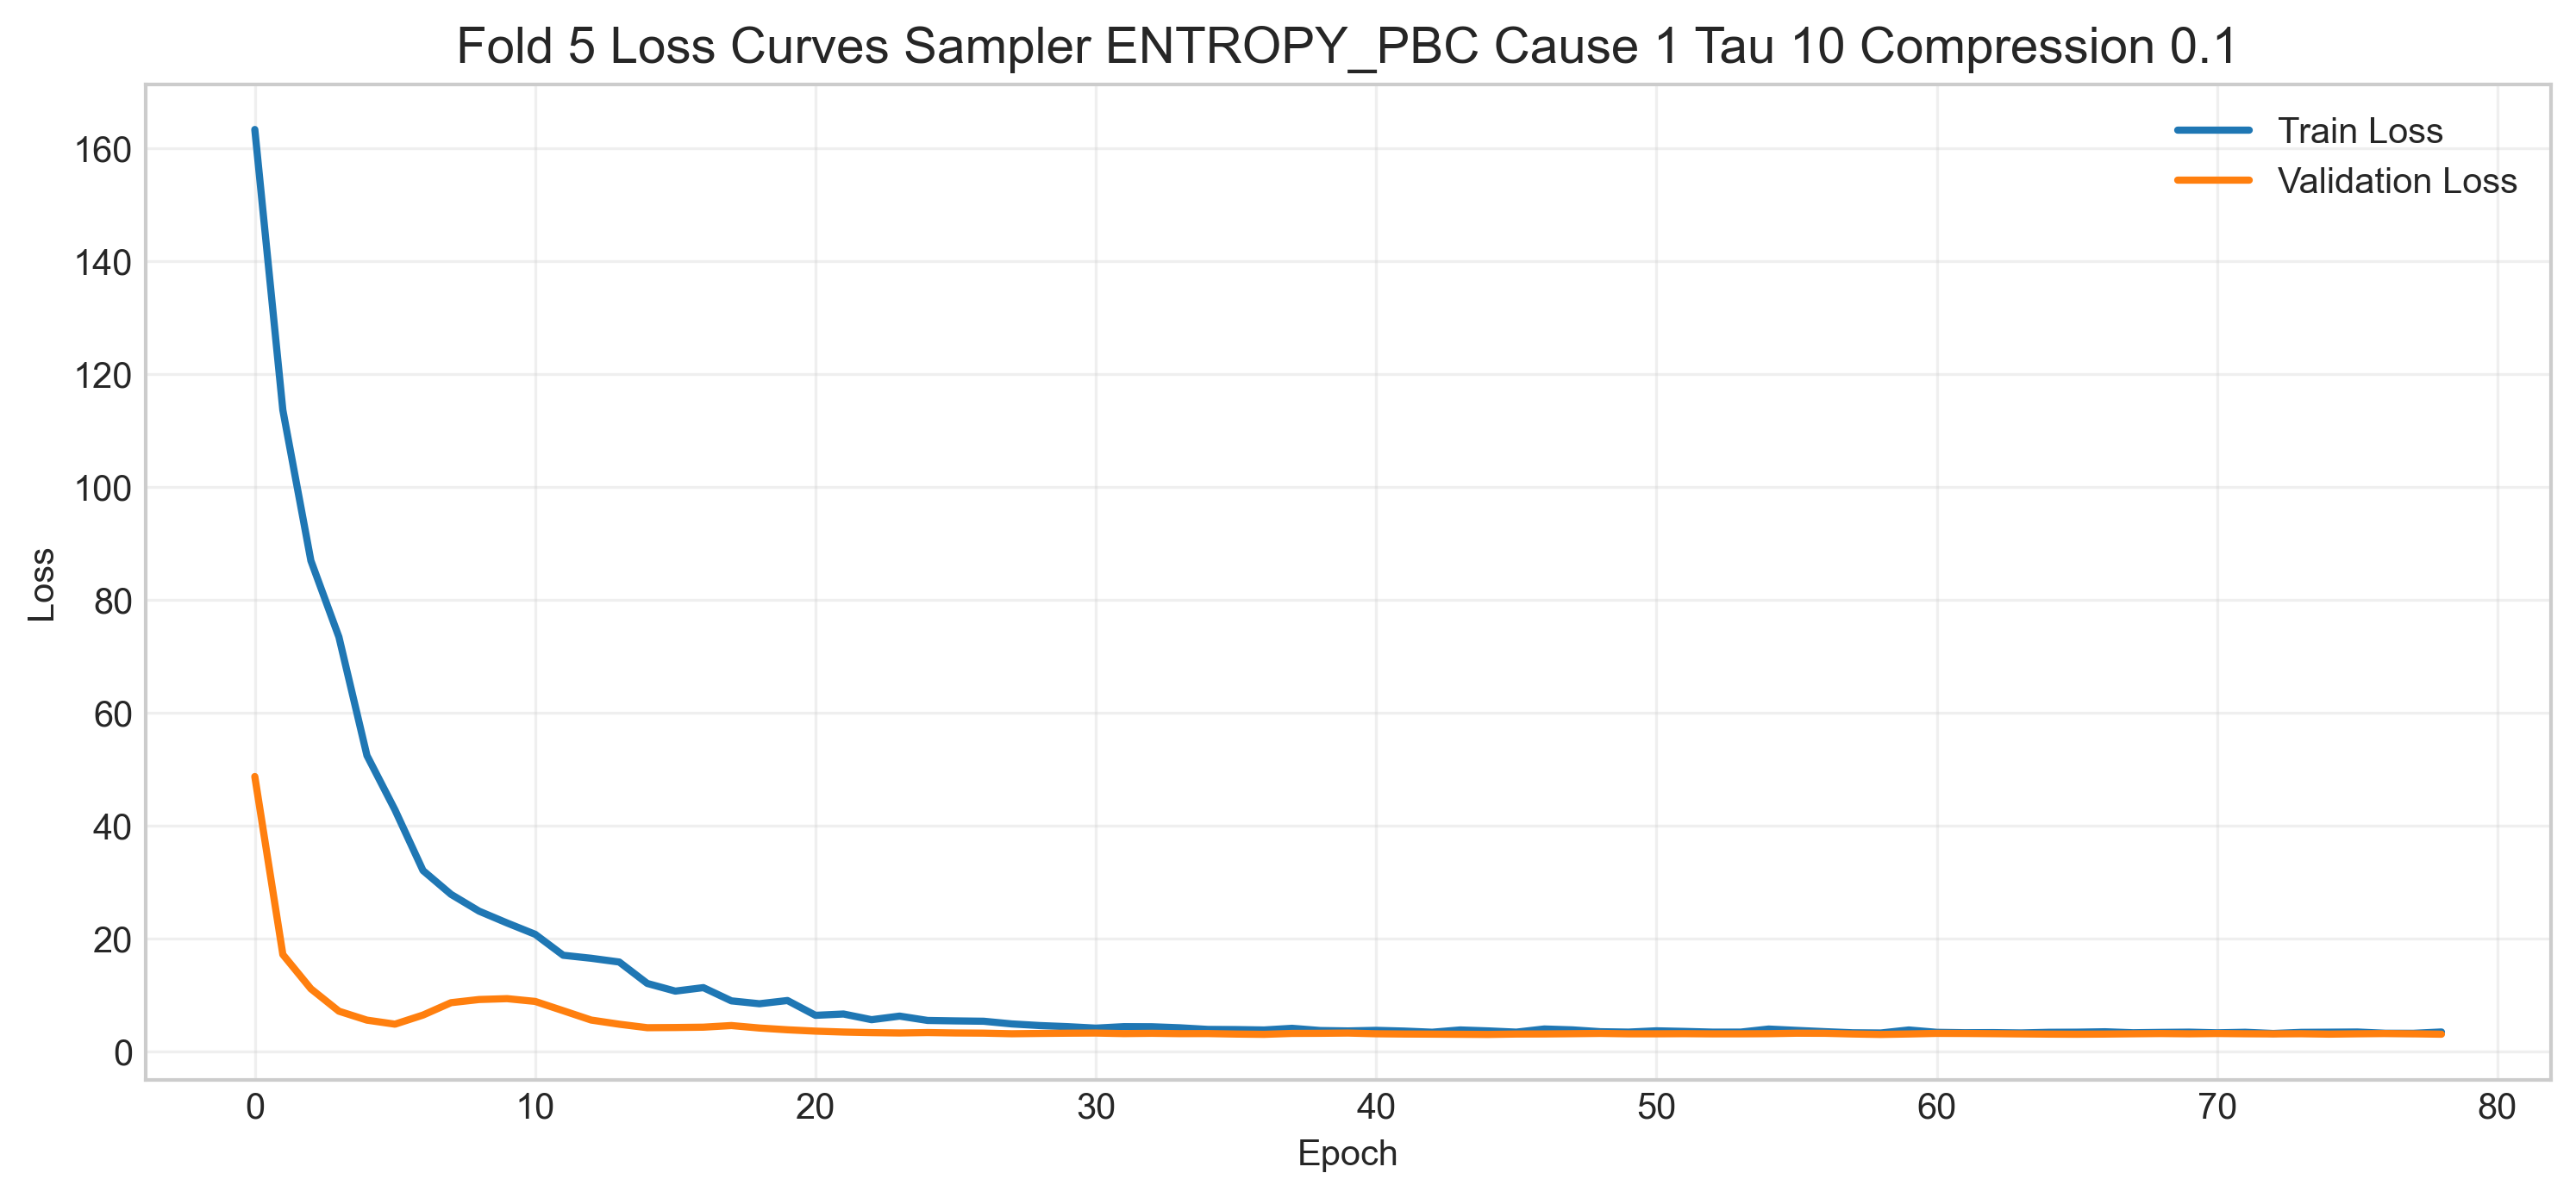 Fold 5 Loss Curves Sampler ENTROPY_PBC Cause 1 Tau 10 Compression 0.1
Train Loss
Validation Loss
160
140
120
100
80
60
40
20
0
Loss
0 10 20 30 40 50 60 70 80
Epoch